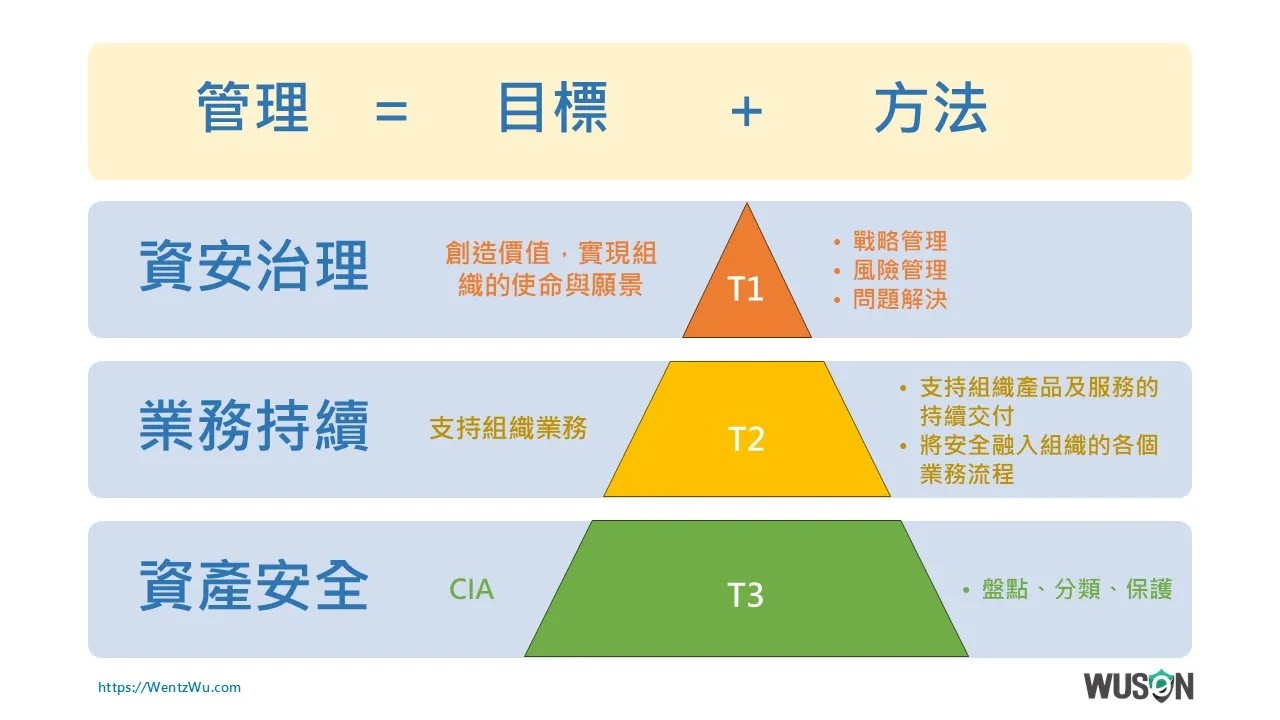 管理 = 目標 + 方法
資安治理
創造價值，實現組
織的使命與願景
T1
• 戰略管理
• 風險管理
• 問題解決
業務持續
支持組織業務
T2
• 支持組織產品及服務的
持續交付
• 將安全融入組織的各個
業務流程
資產安全
CIA
T3
• 盤點、分類、保護
https://WentzWu.com
WUSON